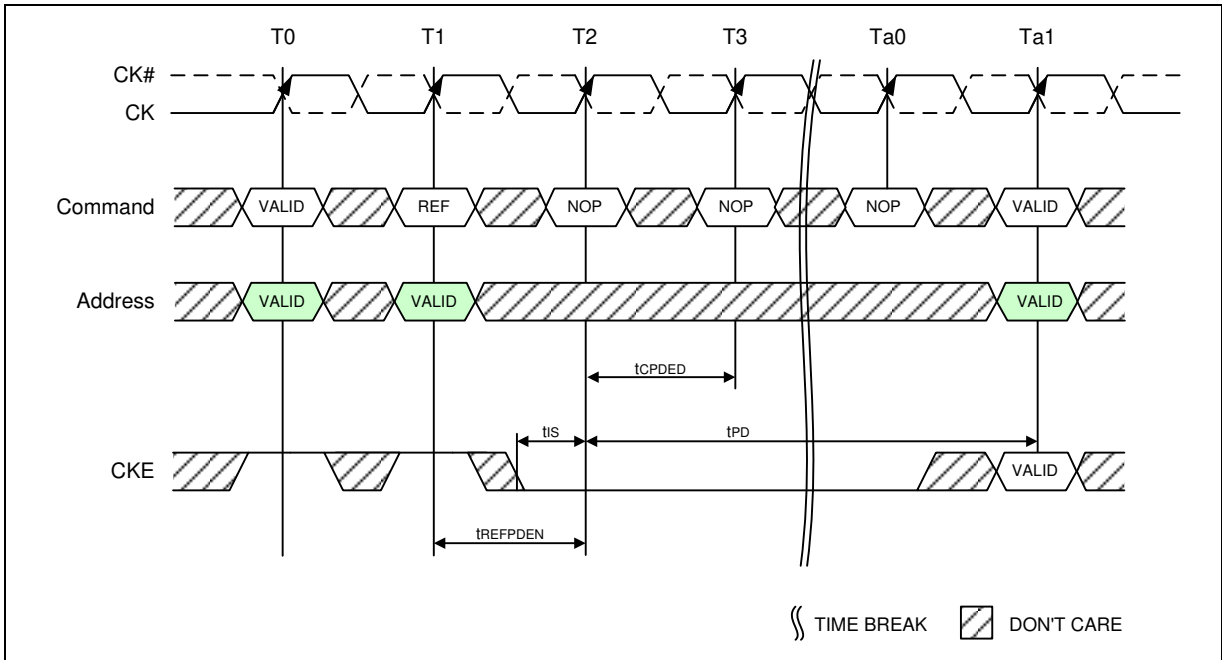 T0 T1 T2 T3 Ta0 Ta1
CK#
CK
Command VALID REF NOP NOP NOP VALID
Address VALID VALID VALID
tCPDED
tIS tPD
CKE VALID
tREFPDEN
TIME BREAK DON'T CARE